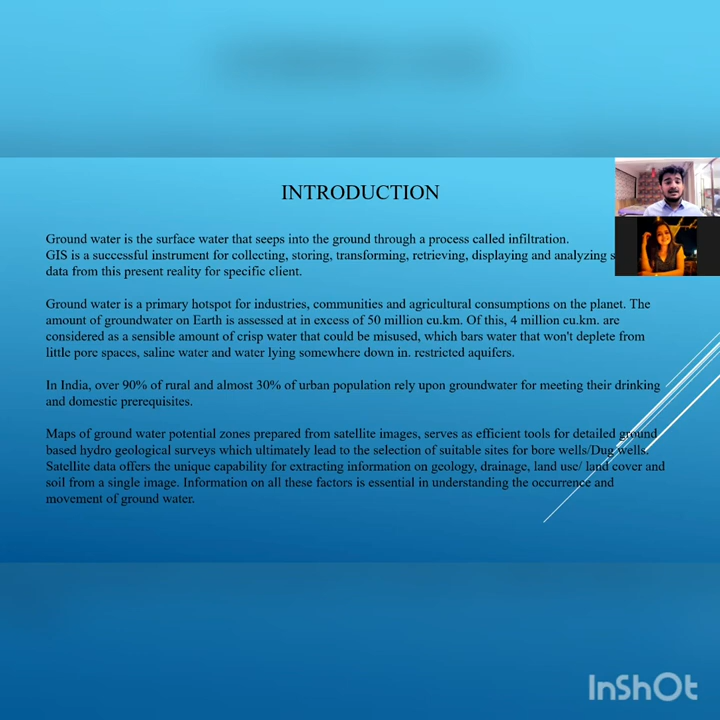 INTRODUCTION
Ground water is the surface water that seeps into the ground through a process called infiltration.
GIS is a successful instrument for collecting, storing, transforming, retrieving, displaying and analyzing
data from this present reality for specific client.
Ground water is a primary hotspot for industries, communities and agricultural consumptions on the planet. The
amount of groundwater on Earth is assessed at in excess of 50 million cu.km. Of this, 4 million cu.km. are
considered as a sensible amount of crisp water that could be misused, which bars water that won't deplete from
little pore spaces, saline water and water lying somewhere down in. restricted aquifers.
In India, over 90% of rural and almost 30% of urban population rely upon groundwater for meeting their drinking
and domestic prerequisites.
Maps of ground water potential zones prepared from satellite images, serves as efficient tools for detailed ground
based hydro geological surveys which ultimately lead to the selection of suitable sites for bore wells/Dug wells.
Satellite data offers the unique capability for extracting information on geology, drainage, land use/ land cover and
soil from a single image. Information on all these factors is essential in understanding the occurrence and
movement of ground water.
InShOt